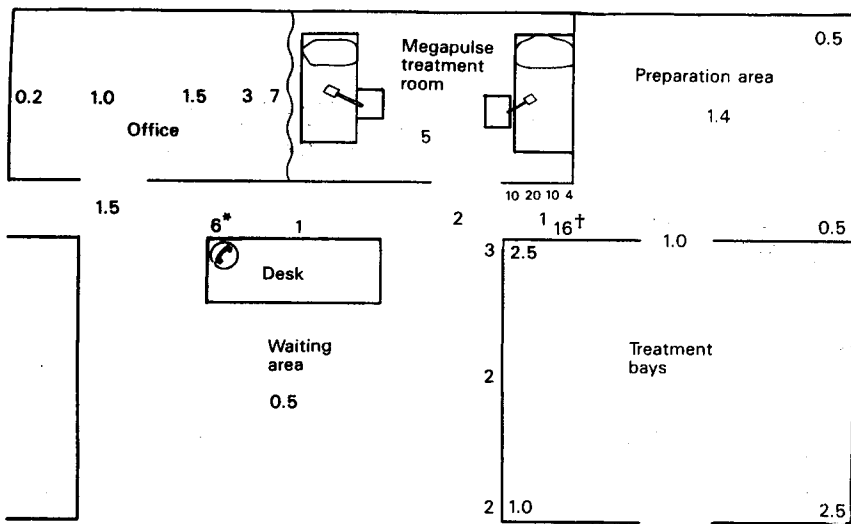 Megapulse
treatment
room
0.5
Preparation area
0.2 1.0 1.5 3 7
Office
5
1.4
10 20 10 4
1.5
6* 1
2
1
16†
1.0
0.5
3 2.5
Desk
Waiting
area
Treatment
bays
2
0.5
2 1.0
2.5